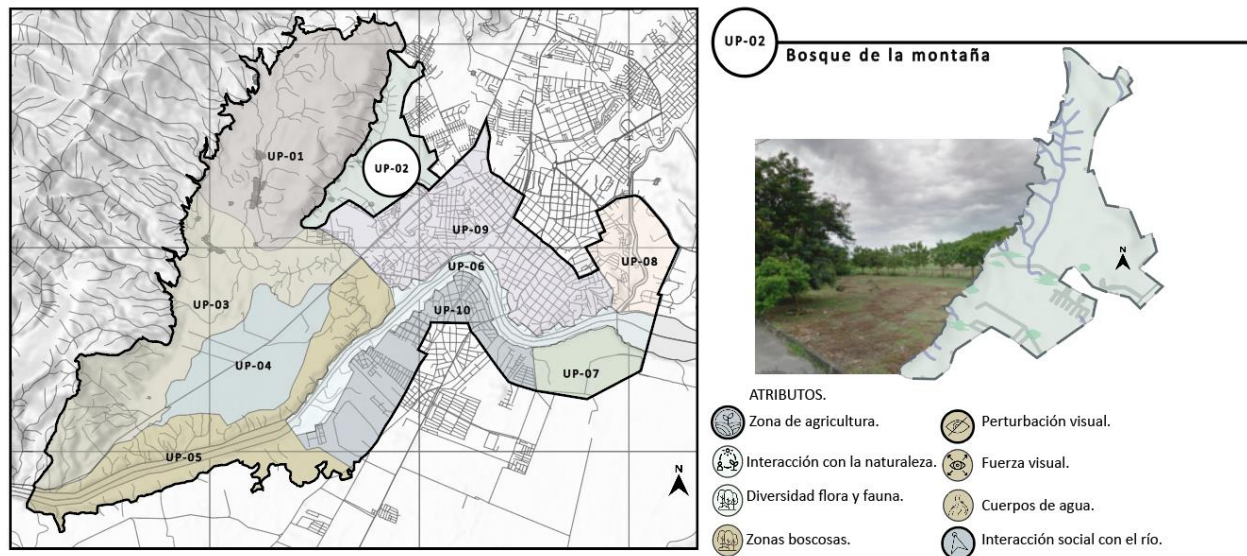 UP-01
UP-02
UP-09
UP-06
UP-08
UP-03
UP-10
UP-04
UP-07
UP-05
N
UP-02
Bosque de la montaña
N
ATRIBUTOS.
Zona de agricultura.
Interacción con la naturaleza.
Diversidad flora y fauna.
Zonas boscosas.
Perturbación visual.
Fuerza visual.
Cuerpos de agua.
Interacción social con el río.